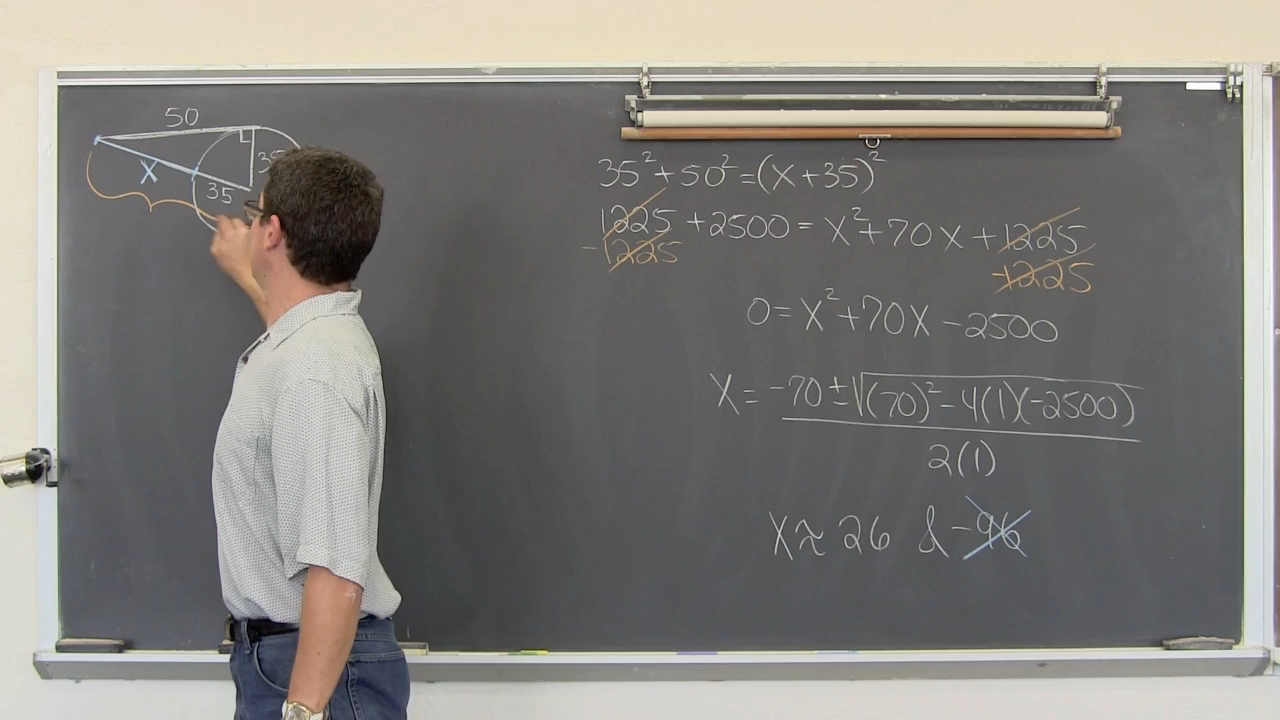 50
35
X
35
35² + 50² = (X + 35)²
1225 + 2500 = X² + 70X + 1225
-1225 -1225
0 = X² + 70X - 2500
X = -70 ± √(70)² - 4(1)(-2500)
2(1)
X ≈ 26 & -96